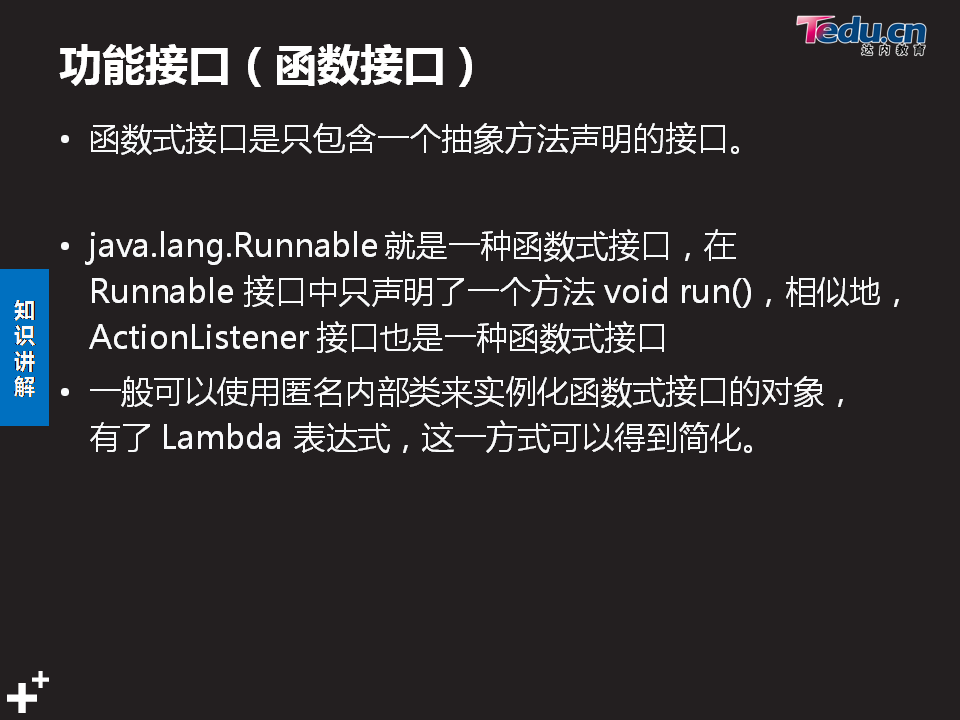 Tedu.cn
达内教育
功能接口（函数接口）
• 函数式接口是只包含一个抽象方法声明的接口。
• java.lang.Runnable 就是一种函数式接口，在
Runnable 接口中只声明了一个方法 void run()，相似地，
ActionListener 接口也是一种函数式接口
知识讲解
• 一般可以使用匿名内部类来实例化函数式接口的对象，
有了 Lambda 表达式，这一方式可以得到简化。